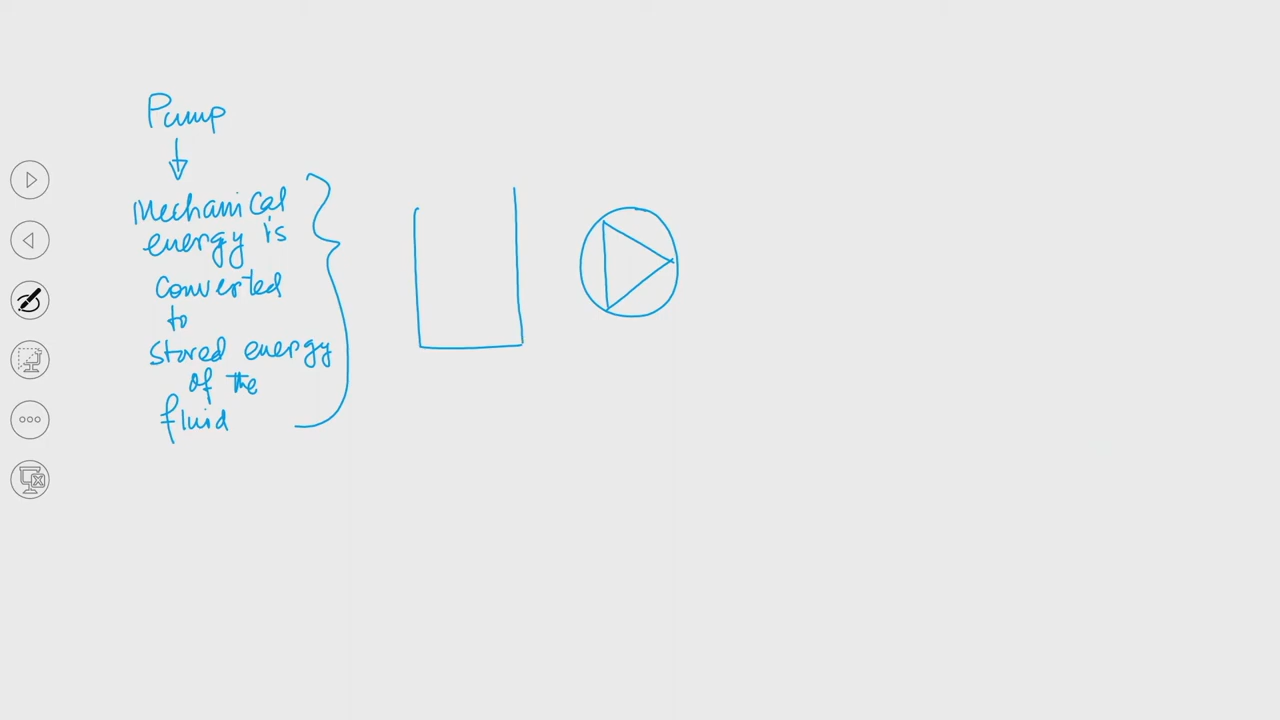 Pump
Mechanical
energy is
converted
to
stored energy
of the
fluid